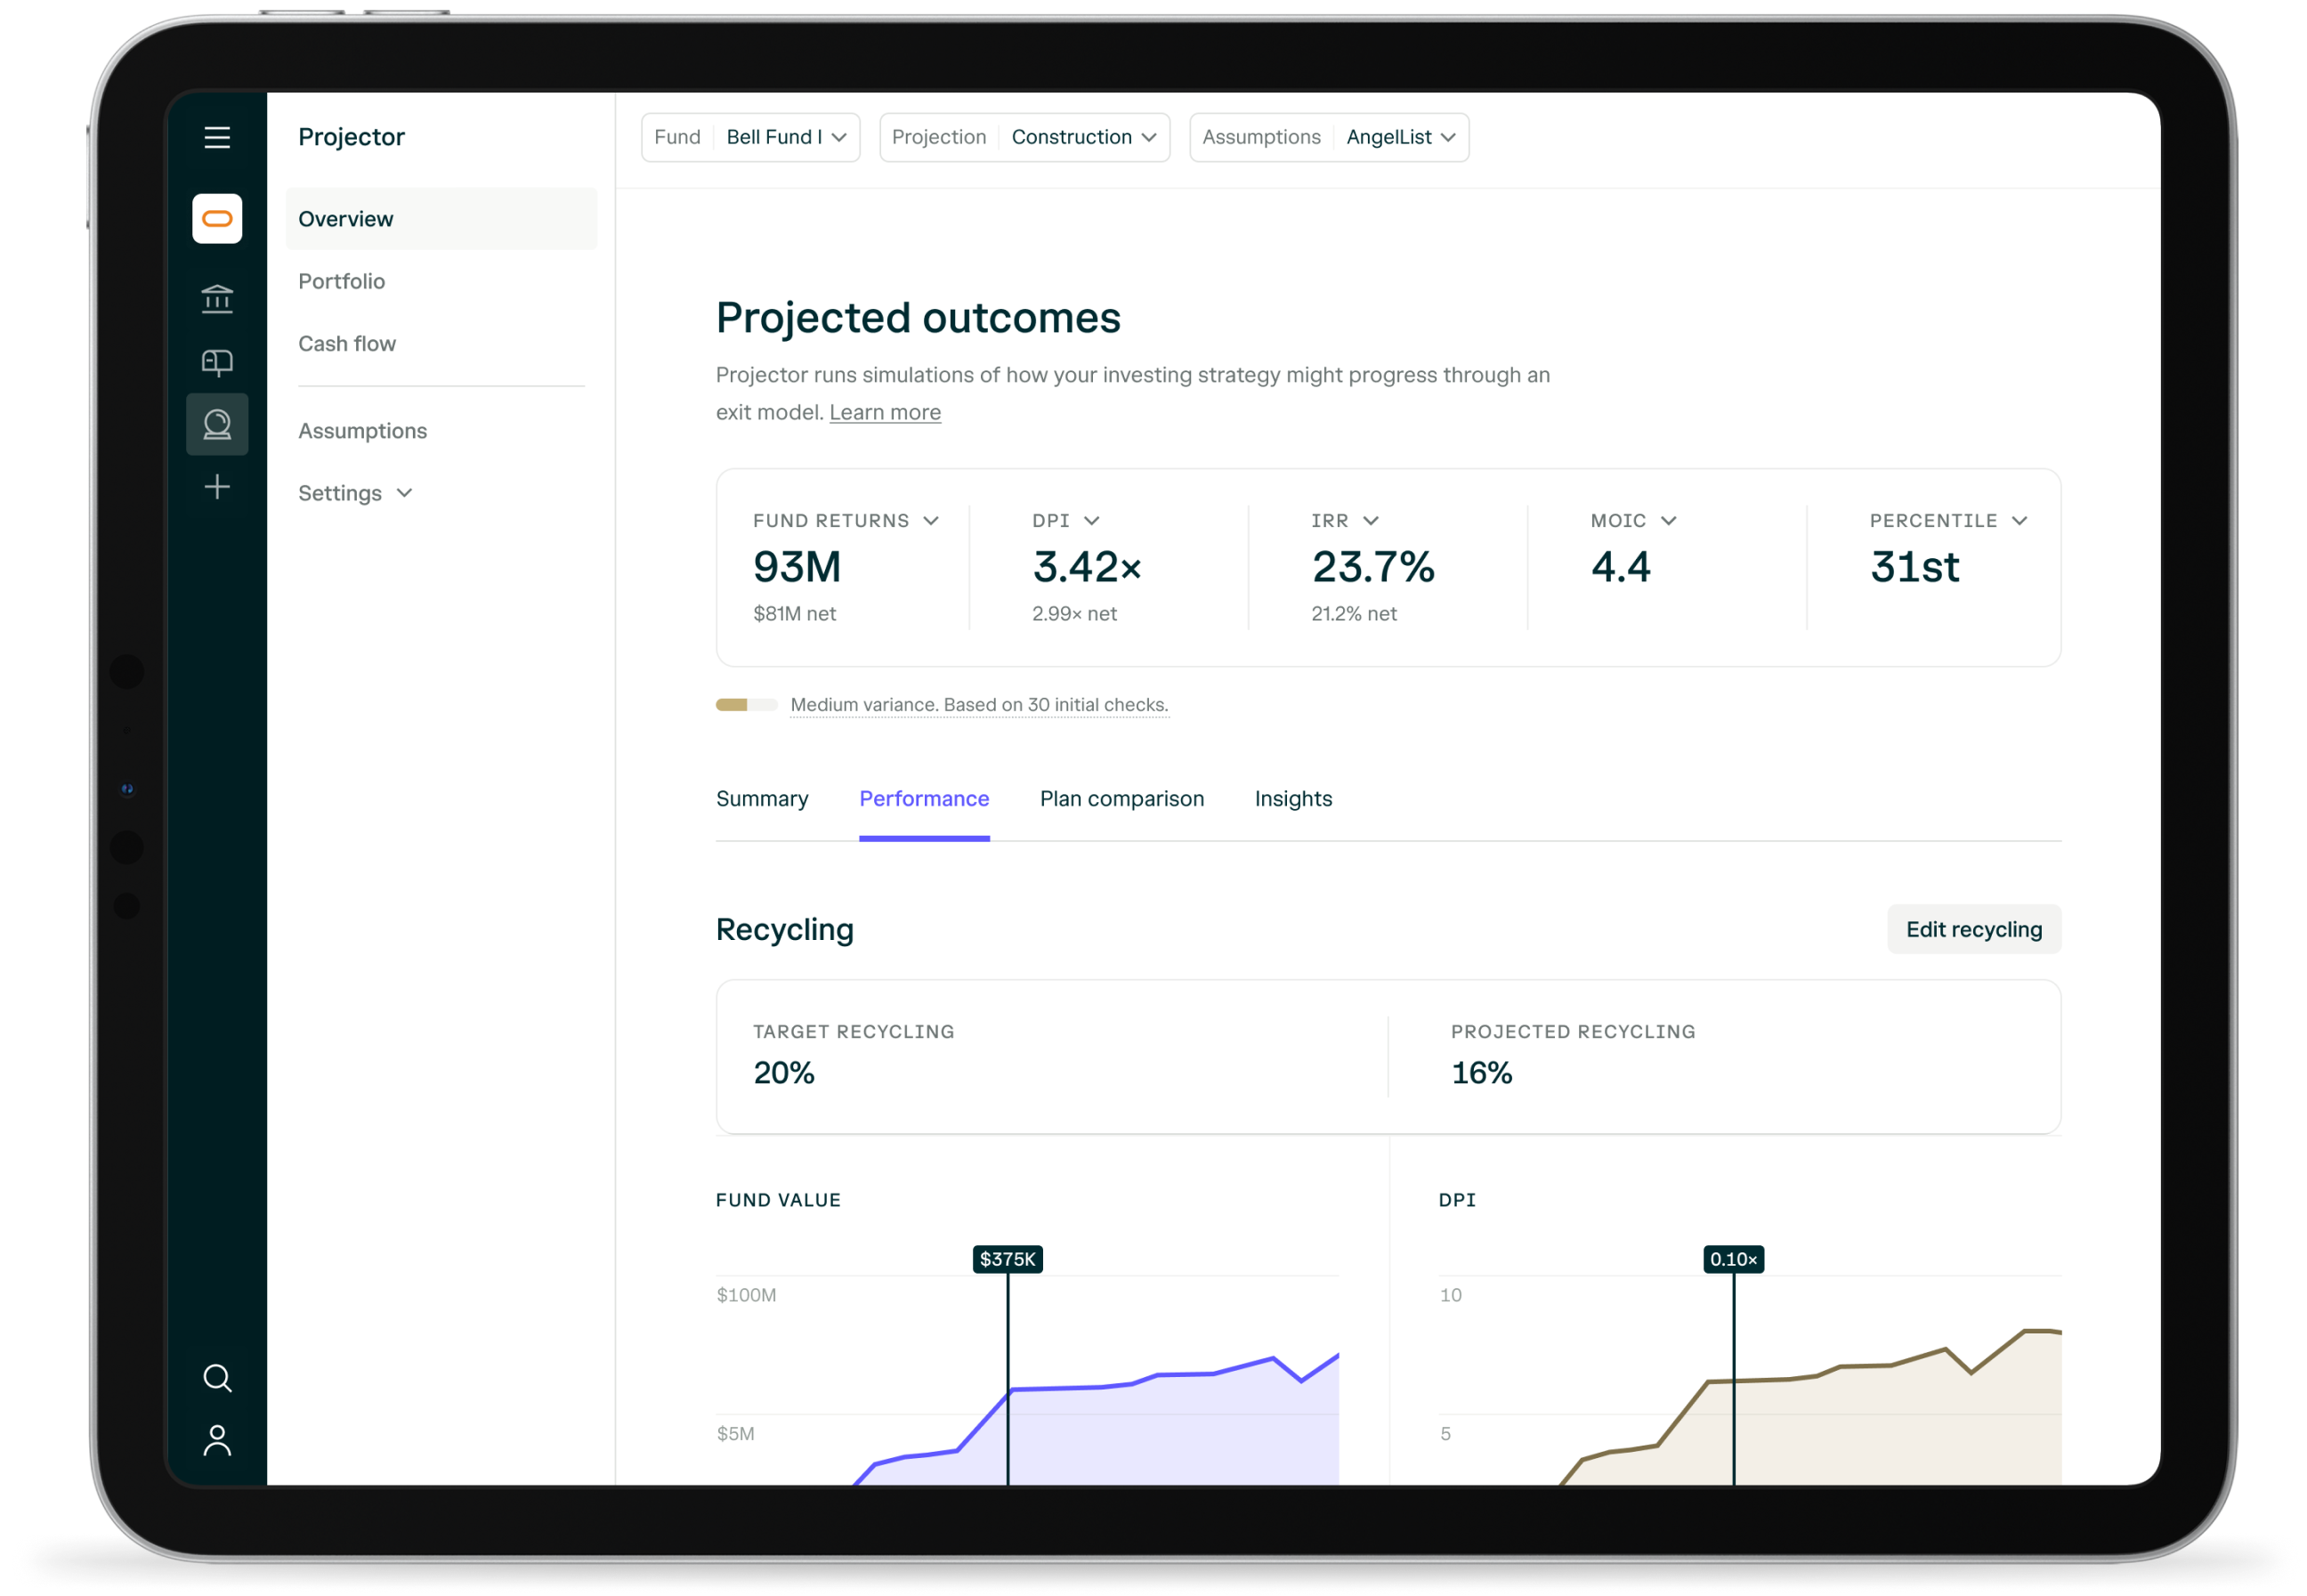 Projector
Overview
Portfolio
Cash flow
Assumptions
Settings
Fund Bell Fund I
Projection Construction
Assumptions AngelList
Projected outcomes
Projector runs simulations of how your investing strategy might progress through an
exit model. Learn more
FUND RETURNS
93M
$81M net
DPI
3.42×
2.99× net
IRR
23.7%
21.2% net
MOIC
4.4
PERCENTILE
31st
Medium variance. Based on 30 initial checks.
Summary Performance Plan comparison Insights
Recycling
Edit recycling
TARGET RECYCLING
20%
PROJECTED RECYCLING
16%
FUND VALUE
$375K
$100M
$5M
DPI
0.10×
10
5